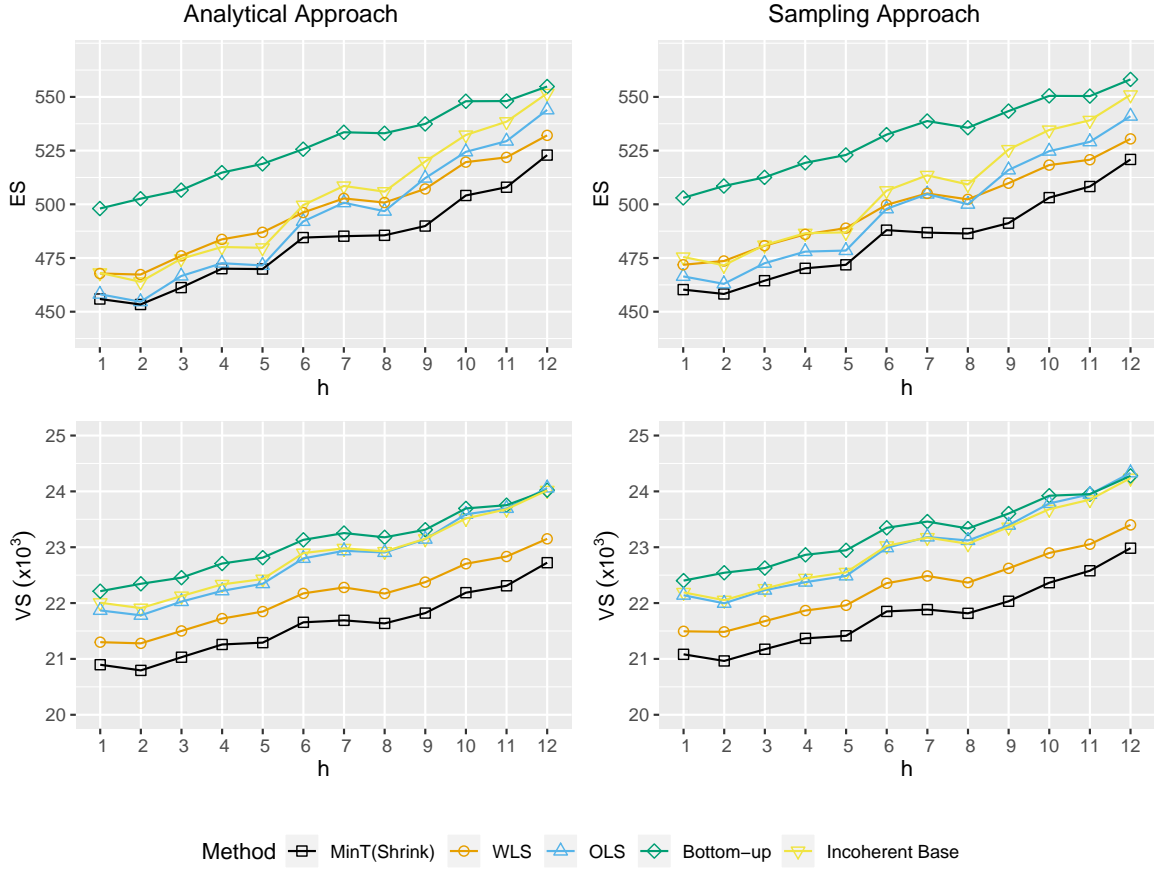 Analytical Approach
Sampling Approach
ES
550
525
500
475
450
1 2 3 4 5 6 7 8 9 10 11 12
h
ES
550
525
500
475
450
1 2 3 4 5 6 7 8 9 10 11 12
h
VS (x10³)
25
24
23
22
21
20
1 2 3 4 5 6 7 8 9 10 11 12
h
VS (x10³)
25
24
23
22
21
20
1 2 3 4 5 6 7 8 9 10 11 12
h
Method MinT(Shrink) WLS OLS Bottom−up Incoherent Base